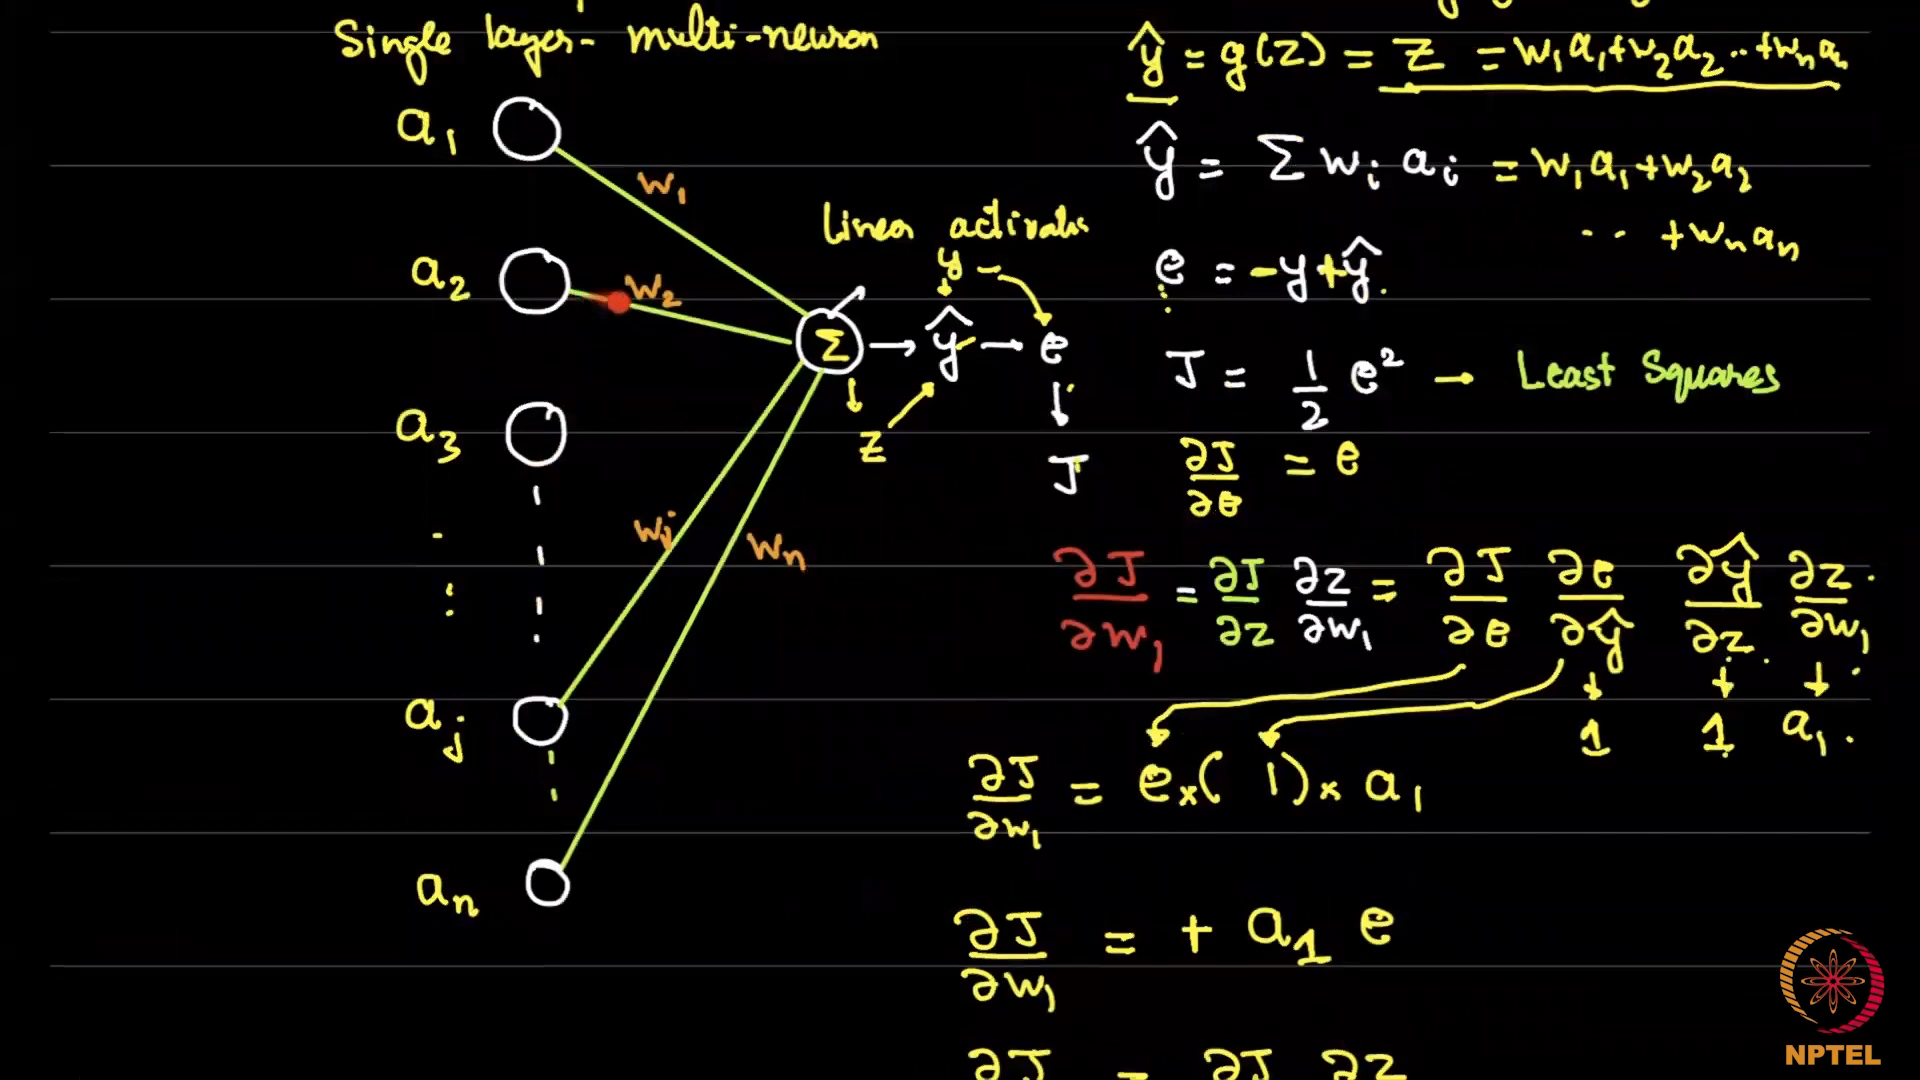 Single layer - multi-neuron
ŷ = g(z) = z = w₁a₁+w₂a₂..+wₙaₙ
a₁
w₁
ŷ = Σ wᵢ aᵢ = w₁a₁+w₂a₂
.. +wₙaₙ
a₂
w₂
Linear
y
e = -y+ŷ.
Σ → ŷ → e
z
J
J = 1/2 e² → Least Squares
a₃
∂J/∂e = e
wⱼ
wₙ
∂J/∂w₁ = ∂J/∂z ∂z/∂w₁ = ∂J/∂e ∂e/∂ŷ ∂ŷ/∂z ∂z/∂w₁
1 1 a₁.
aⱼ
∂J/∂w₁ = e×(1)× a₁
aₙ
∂J/∂w₁ = + a₁ e
∂J = ∂J ∂z
NPTEL